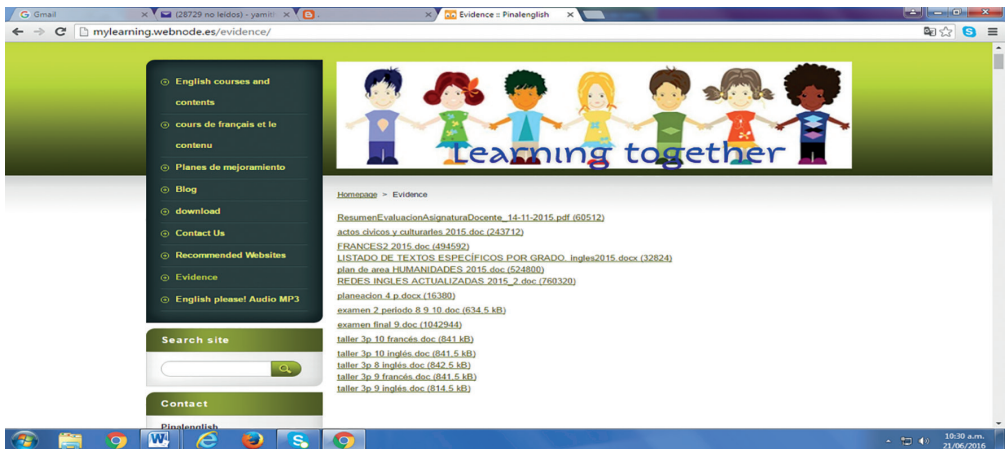 Gmail
(28729 no leídos) - yamit
Evidence :: Pinalenglish
mylearning.webnode.es/evidence/
English courses and
contents
cours de français et le
contenu
Planes de mejoramiento
Blog
download
Contact Us
Recommended Websites
Evidence
English please! Audio MP3
Search site
Contact
Pinalenglish
Learning together
Homepage > Evidence
ResumenEvaluacionAsignaturaDocente_14-11-2015.pdf (60512)
actos civicos y culturarles 2015.doc (243712)
FRANCES2 2015.doc (494592)
LISTADO DE TEXTOS ESPECÍFICOS POR GRADO. ingles2015.docx (32824)
plan de area HUMANIDADES 2015.doc (524800)
REDES INGLES ACTUALIZADAS 2015_2.doc (760320)
planeacion 4 p.docx (16380)
examen 2 periodo 8 9 10.doc (634.5 kB)
examen final 9.doc (1042944)
taller 3p 10 francés.doc (841 kB)
taller 3p 10 inglés.doc (841.5 kB)
taller 3p 8 inglés.doc (842.5 kB)
taller 3p 9 francés.doc (841.5 kB)
taller 3p 9 inglés.doc (814.5 kB)
10:30 a.m.
21/06/2016